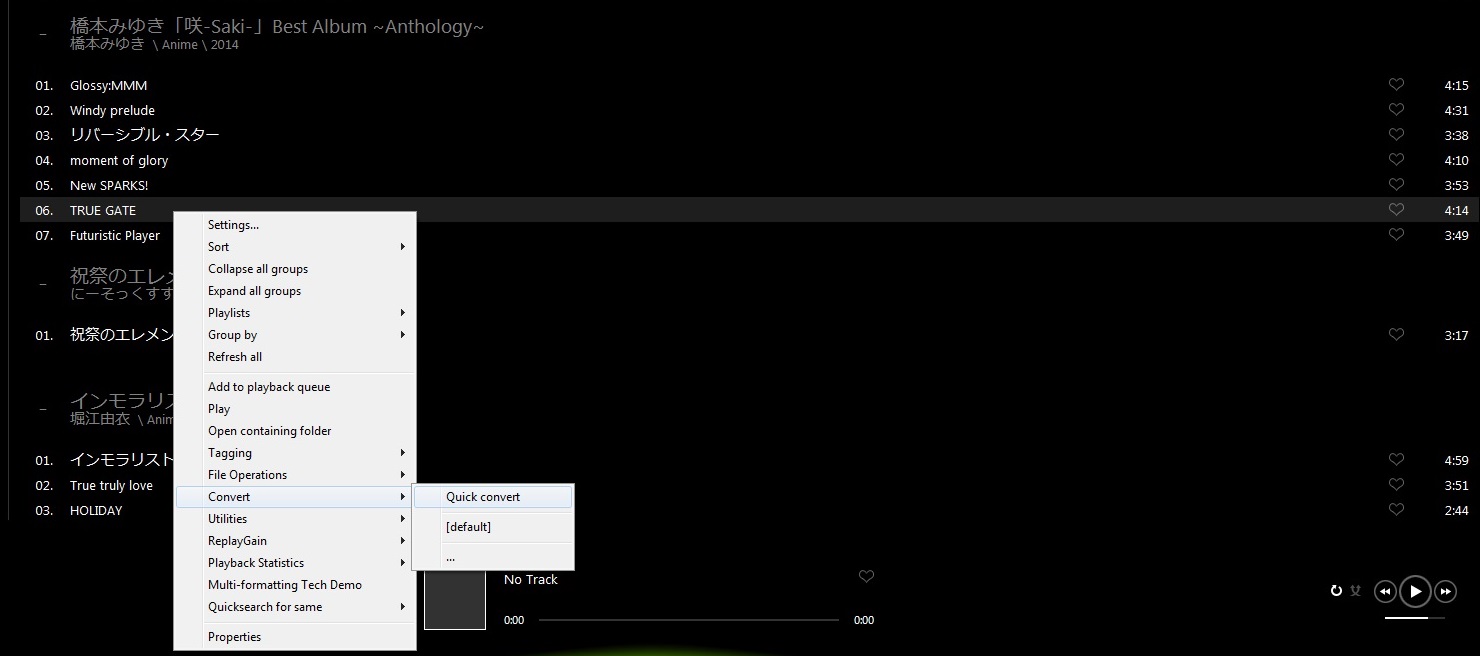 橋本みゆき「咲-Saki-」Best Album ~Anthology~
橋本みゆき \ Anime \ 2014
01. Glossy:MMM 4:15
02. Windy prelude 4:31
03. リバーシブル・スター 3:38
04. moment of glory 4:10
05. New SPARKS! 3:53
06. TRUE GATE 4:14
07. Futuristic Player 3:49
祝祭のエレメ
にーそっくすす
01. 祝祭のエレメン 3:17
インモラリス
堀江由衣 \ Anim
01. インモラリスト 4:59
02. True truly love 3:51
03. HOLIDAY 2:44
Settings...
Sort
Collapse all groups
Expand all groups
Playlists
Group by
Refresh all
Add to playback queue
Play
Open containing folder
Tagging
File Operations
Convert
Utilities
ReplayGain
Playback Statistics
Multi-formatting Tech Demo
Quicksearch for same
Properties
Quick convert
[default]
...
No Track
0:00 0:00